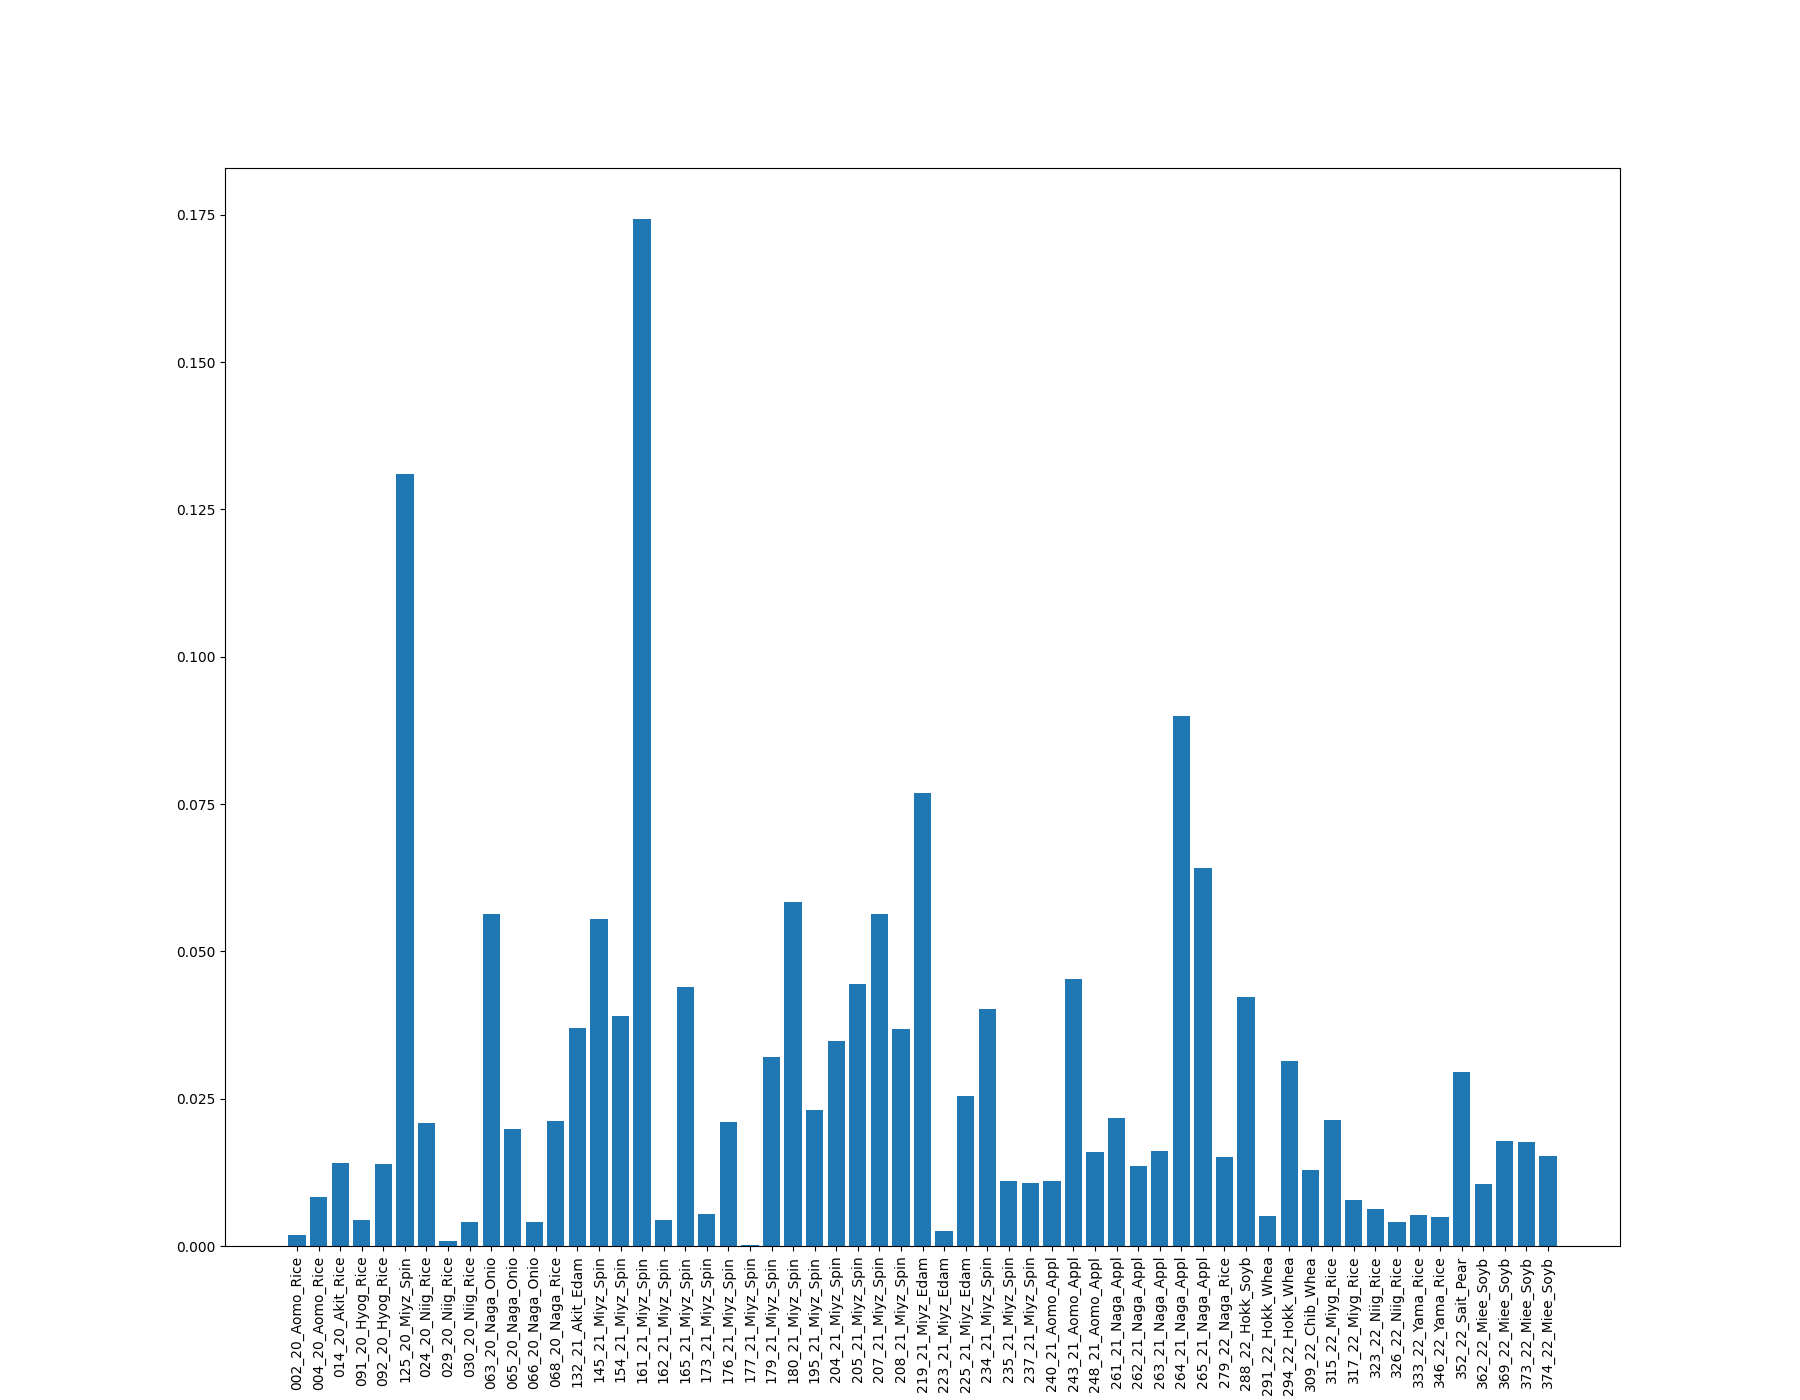 0.175
0.150
0.125
0.100
0.075
0.050
0.025
0.000
002_20_Aomo_Rice
004_20_Aomo_Rice
014_20_Akit_Rice
091_20_Hyog_Rice
092_20_Hyog_Rice
125_20_Miyz_Spin
024_20_Niig_Rice
029_20_Niig_Rice
030_20_Niig_Rice
063_20_Naga_Onio
065_20_Naga_Onio
066_20_Naga_Onio
068_20_Naga_Rice
132_21_Akit_Edam
145_21_Miyz_Spin
154_21_Miyz_Spin
161_21_Miyz_Spin
162_21_Miyz_Spin
165_21_Miyz_Spin
173_21_Miyz_Spin
176_21_Miyz_Spin
177_21_Miyz_Spin
179_21_Miyz_Spin
180_21_Miyz_Spin
195_21_Miyz_Spin
204_21_Miyz_Spin
205_21_Miyz_Spin
207_21_Miyz_Spin
208_21_Miyz_Spin
219_21_Miyz_Edam
223_21_Miyz_Edam
225_21_Miyz_Edam
234_21_Miyz_Spin
235_21_Miyz_Spin
237_21_Miyz_Spin
240_21_Aomo_Appl
243_21_Aomo_Appl
248_21_Aomo_Appl
261_21_Naga_Appl
262_21_Naga_Appl
263_21_Naga_Appl
264_21_Naga_Appl
265_21_Naga_Appl
279_22_Naga_Rice
288_22_Hokk_Soyb
291_22_Hokk_Whea
294_22_Hokk_Whea
309_22_Chib_Whea
315_22_Miyg_Rice
317_22_Miyg_Rice
323_22_Niig_Rice
326_22_Niig_Rice
333_22_Yama_Rice
346_22_Yama_Rice
352_22_Sait_Pear
362_22_Miee_Soyb
369_22_Miee_Soyb
373_22_Miee_Soyb
374_22_Miee_Soyb